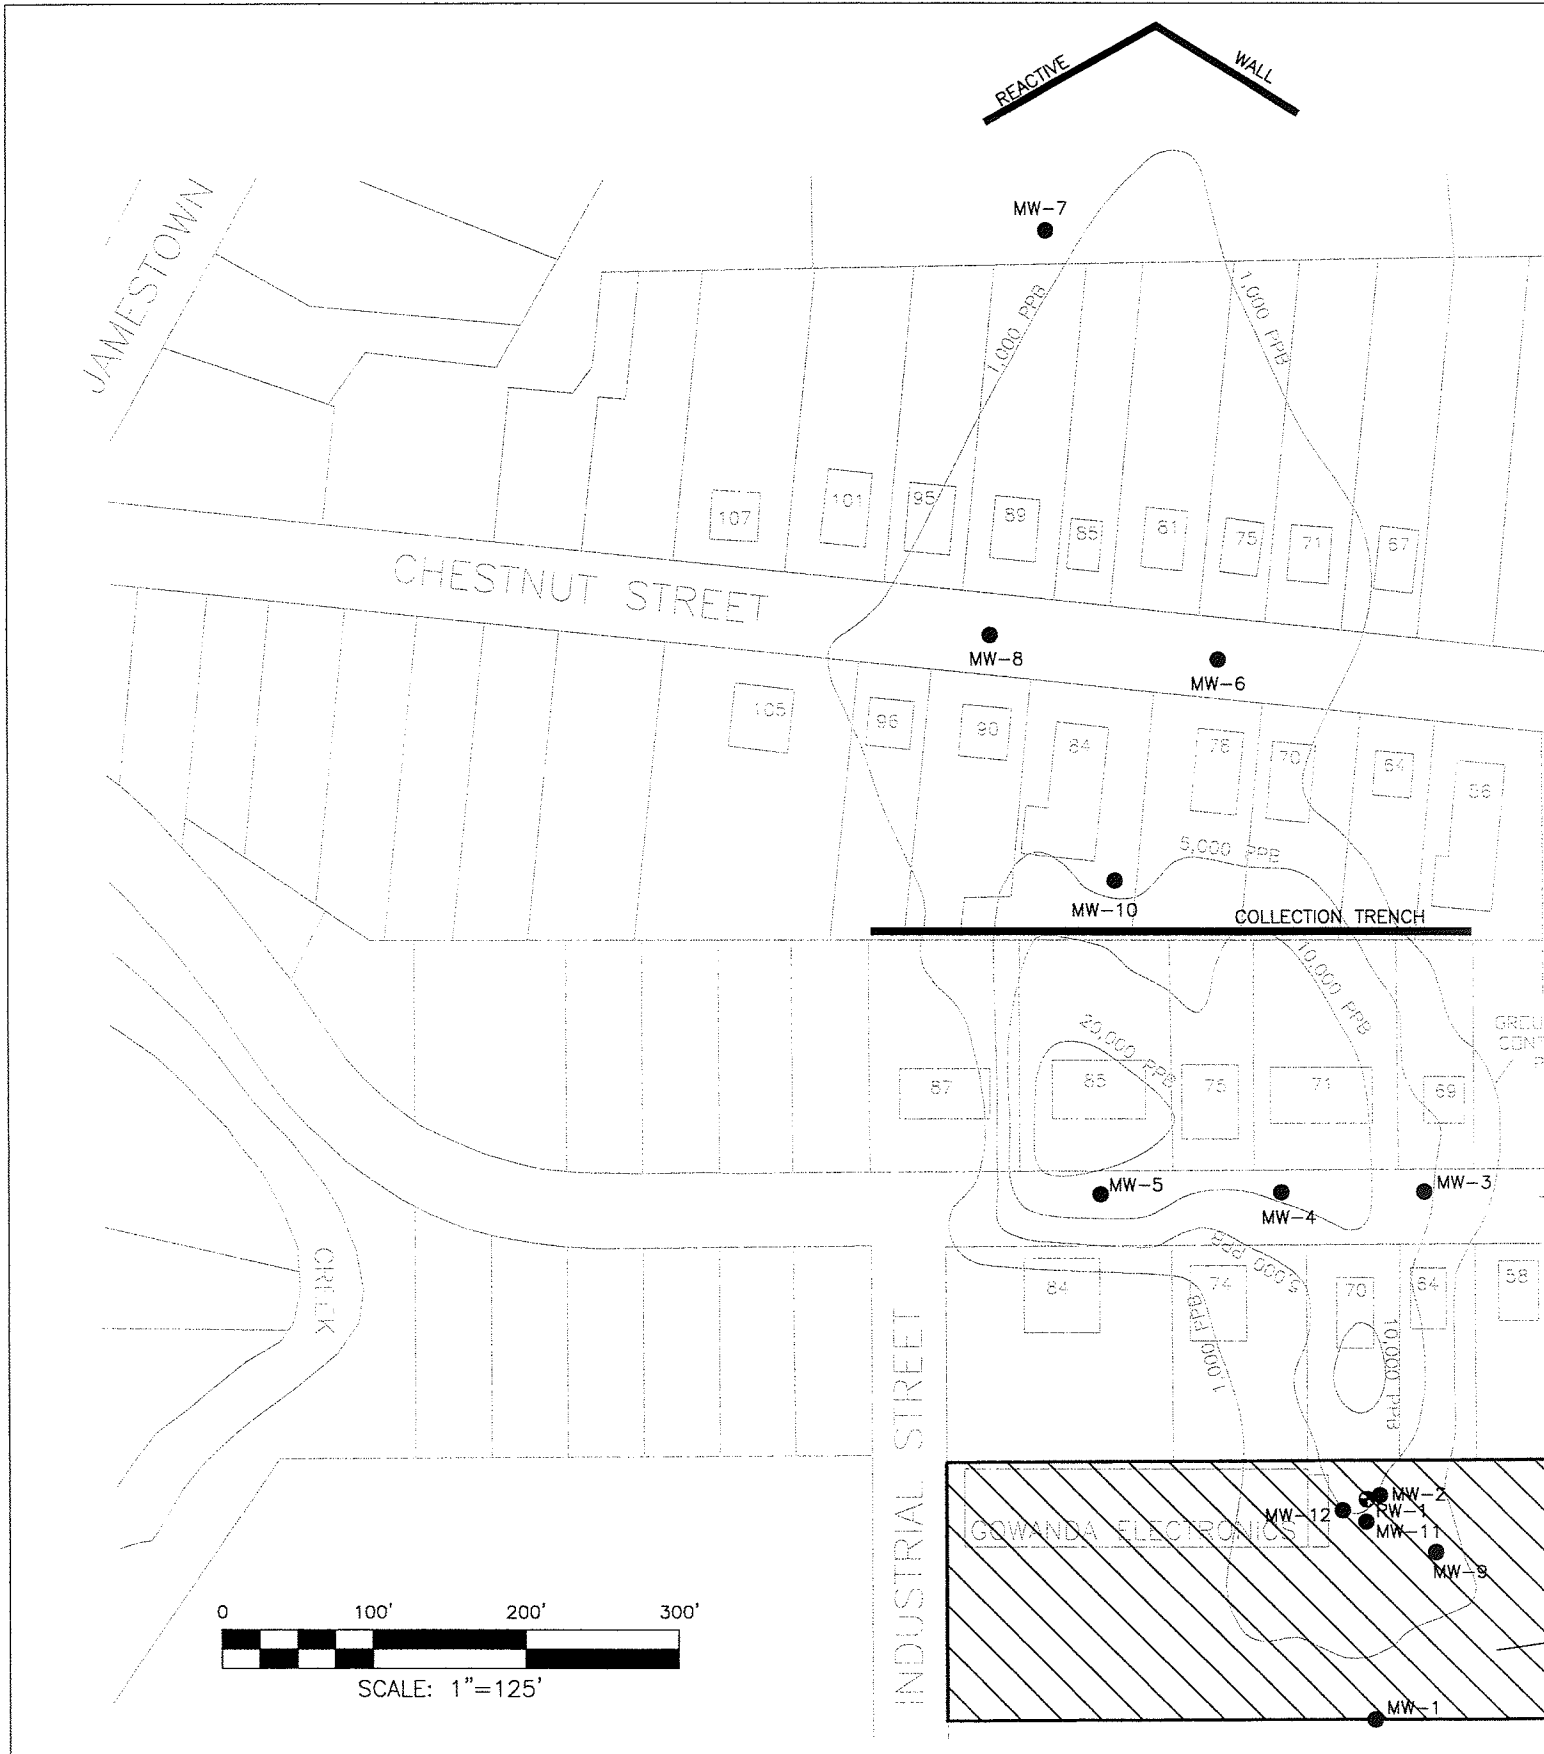 REACTIVE
WALL
JAMESTOWN
MW-7
1,000 PPB
1,000 PPB
107
101
95
89
85
81
75
71
67
CHESTNUT STREET
MW-8
MW-6
105
96
90
84
78
70
64
56
5,000 PPB
MW-10
COLLECTION TRENCH
10,000 PPB
20,000 PPB
87
85
75
71
69
MW-5
MW-4
MW-3
5,000 PPB
CREEK
84
74
70
64
58
1,000 PPB
10,000 PPB
INDUSTRIAL STREET
GOWANDA ELECTRONICS
MW-12
MW-2
RW-1
MW-11
MW-9
0 100' 200' 300'
SCALE: 1"=125'
MW-1